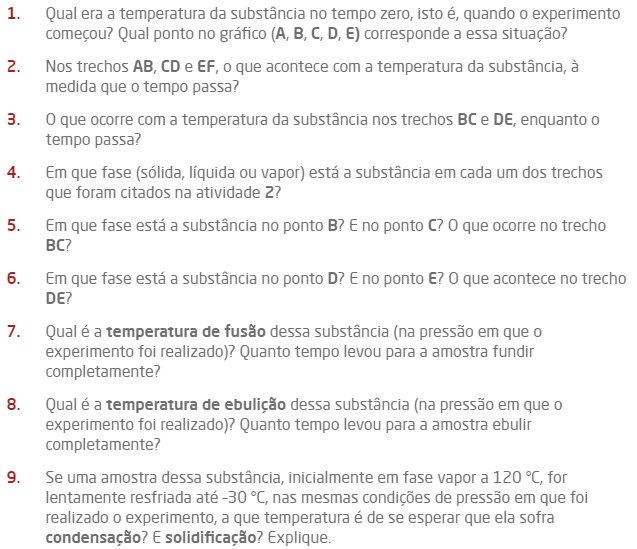 1. Qual era a temperatura da substância no tempo zero, isto é, quando o experimento
começou? Qual ponto no gráfico (A, B, C, D, E) corresponde a essa situação?
2. Nos trechos AB, CD e EF, o que acontece com a temperatura da substância, à
medida que o tempo passa?
3. O que ocorre com a temperatura da substância nos trechos BC e DE, enquanto o
tempo passa?
4. Em que fase (sólida, líquida ou vapor) está a substância em cada um dos trechos
que foram citados na atividade 2?
5. Em que fase está a substância no ponto B? E no ponto C? O que ocorre no trecho
BC?
6. Em que fase está a substância no ponto D? E no ponto E? O que acontece no trecho
DE?
7. Qual é a temperatura de fusão dessa substância (na pressão em que o
experimento foi realizado)? Quanto tempo levou para a amostra fundir
completamente?
8. Qual é a temperatura de ebulição dessa substância (na pressão em que o
experimento foi realizado)? Quanto tempo levou para a amostra ebulir
completamente?
9. Se uma amostra dessa substância, inicialmente em fase vapor a 120 °C, for
lentamente resfriada até –30 °C, nas mesmas condições de pressão em que foi
realizado o experimento, a que temperatura é de se esperar que ela sofra
condensação? E solidificação? Explique.